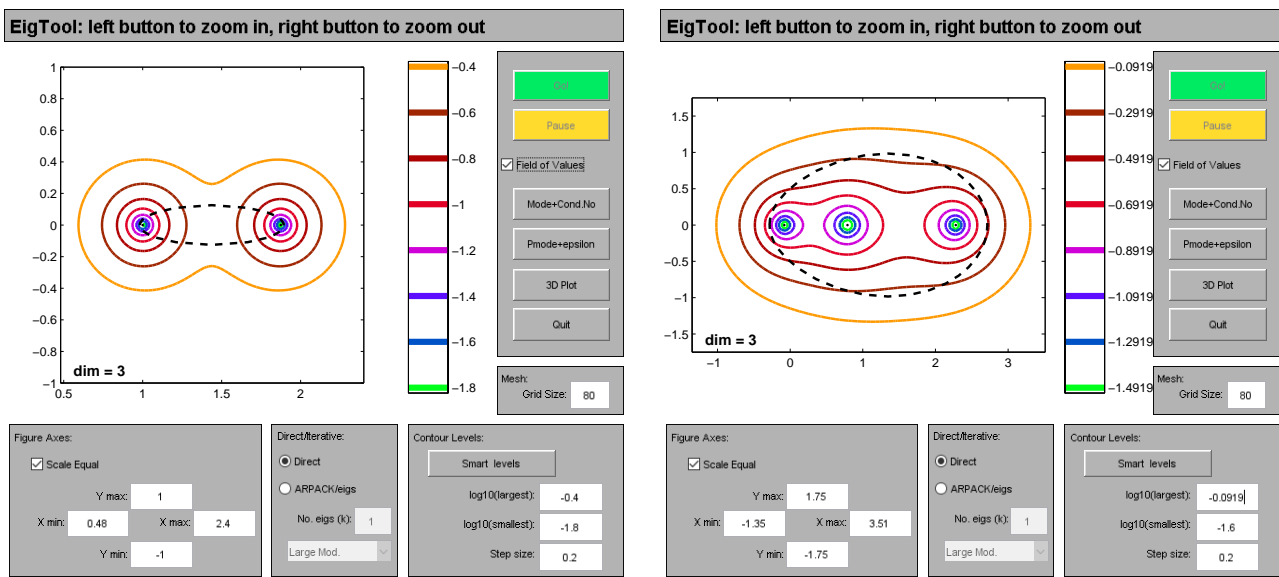 EigTool: left button to zoom in, right button to zoom out
1
0.8
0.6
0.4
0.2
0
−0.2
−0.4
−0.6
−0.8
−1
0.5
1
1.5
2
dim = 3
−0.4
−0.6
−0.8
−1
−1.2
−1.4
−1.6
−1.8
Go!
Pause
Field of Values
Mode+Cond.No
Pmode+epsilon
3D Plot
Quit
Mesh:
Grid Size: 80
Figure Axes:
Scale Equal
Y max: 1
X min: 0.48 X max: 2.4
Y min: -1
Direct/Iterative:
Direct
ARPACK/eigs
No. eigs (k): 1
Large Mod.
Contour Levels:
Smart levels
log10(largest): -0.4
log10(smallest): -1.8
Step size: 0.2
EigTool: left button to zoom in, right button to zoom out
1.5
1
0.5
0
−0.5
−1
−1.5
−1
0
1
2
3
dim = 3
−0.0919
−0.2919
−0.4919
−0.6919
−0.8919
−1.0919
−1.2919
−1.4919
Go!
Pause
Field of Values
Mode+Cond.No
Pmode+epsilon
3D Plot
Quit
Mesh:
Grid Size: 80
Figure Axes:
Scale Equal
Y max: 1.75
X min: -1.35 X max: 3.51
Y min: -1.75
Direct/Iterative:
Direct
ARPACK/eigs
No. eigs (k): 1
Large Mod.
Contour Levels:
Smart levels
log10(largest): -0.0919
log10(smallest): -1.6
Step size: 0.2